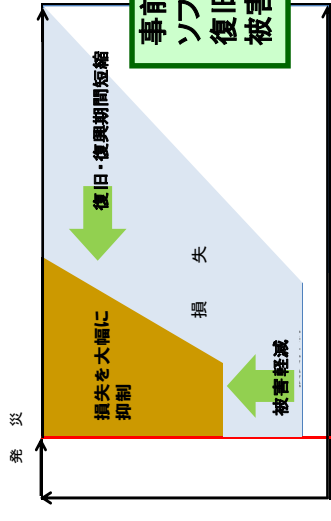 発災
事前
ソフ
復旧
被害
復旧・復興期間短縮
損失
損失を大幅に
抑制
被害軽減